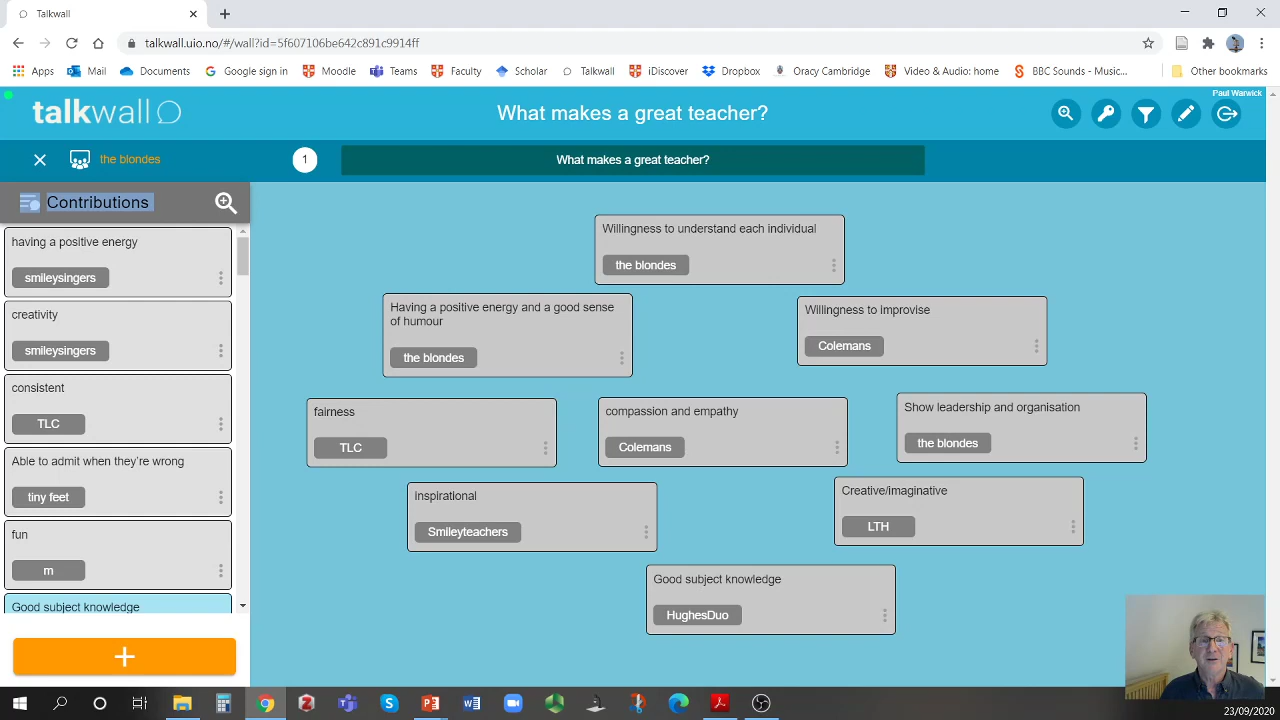 Talkwall
talkwall.uio.no/#/wall?id=5f607106be642c891c9914ff
Apps Mail Documents Google sign in Moodle Teams Faculty Scholar Talkwall iDiscover Dropbox Oracy Cambridge Video & Audio: home BBC Sounds - Music... Other bookmarks
Paul Warwick
talkwall What makes a great teacher?
the blondes 1 What makes a great teacher?
Contributions
having a positive energy
smileysingers
creativity
smileysingers
consistent
TLC
Able to admit when they're wrong
tiny feet
fun
m
Good subject knowledge
+
Willingness to understand each individual
the blondes
Having a positive energy and a good sense
of humour
the blondes
Willingness to improvise
Colemans
fairness
TLC
compassion and empathy
Colemans
Show leadership and organisation
the blondes
inspirational
Smileyteachers
Creative/imaginative
LTH
Good subject knowledge
HughesDuo
23/09/2020